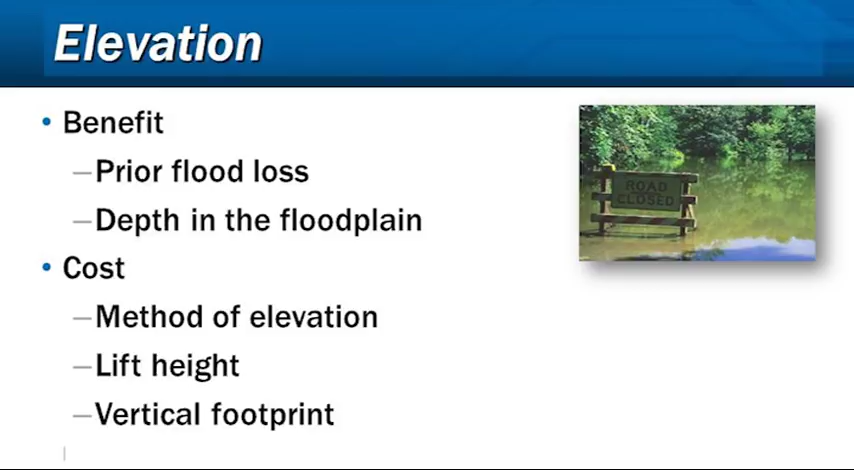 Elevation
• Benefit
—Prior flood loss
—Depth in the floodplain
• Cost
—Method of elevation
—Lift height
—Vertical footprint
ROAD
CLOSED